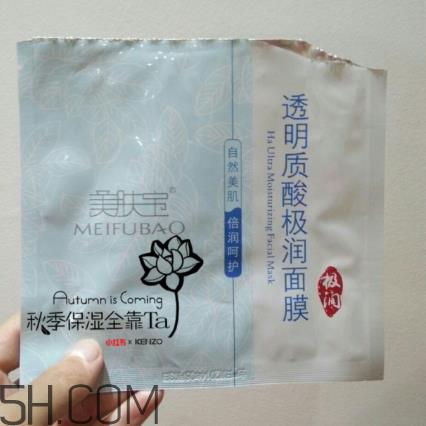 美肤宝®
MEIFUBAO
Autumn is Coming
秋季保湿全靠Ta
小红书 x KENZO
自然美肌
倍润呵护
透明质酸极润面膜
Ha Ultra Moisturizing Facial Mask
极润
5H.COM